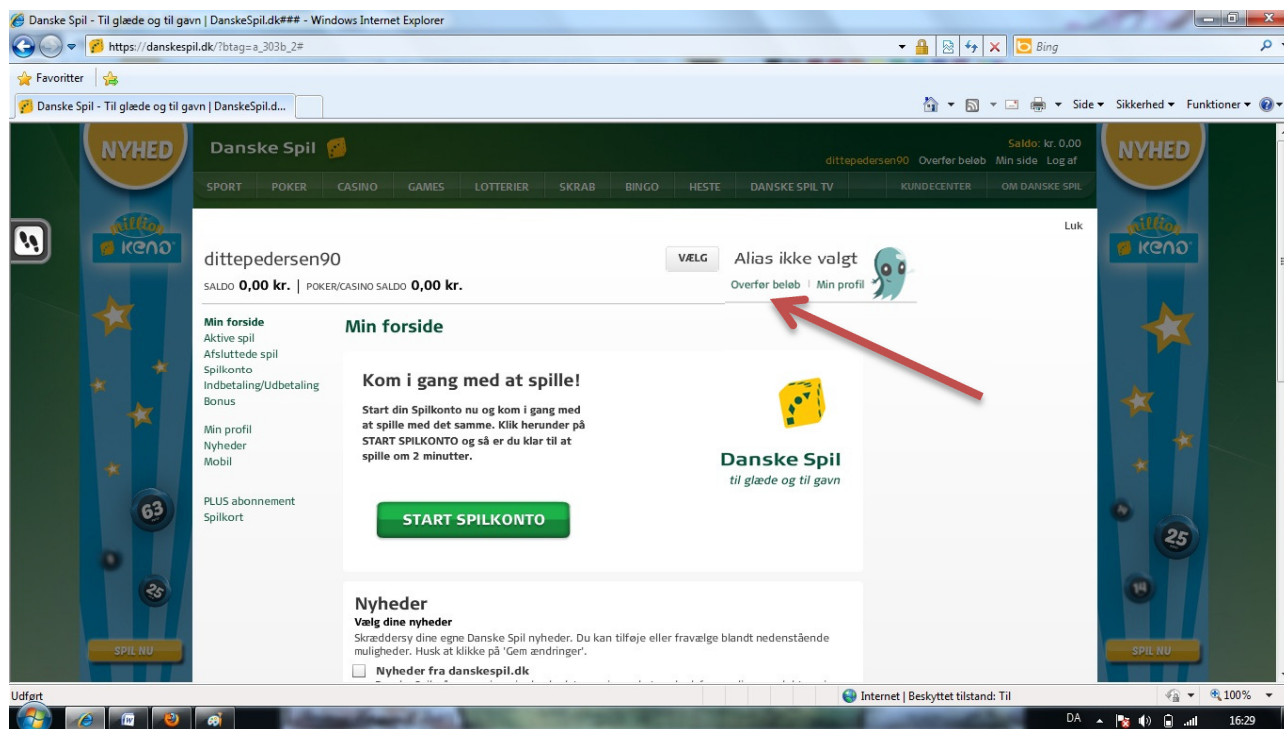 Danske Spil - Til glæde og til gavn | DanskeSpil.dk### - Windows Internet Explorer
https://danskespil.dk/?btag=a_303b_2#
Bing
Favoritter
Danske Spil - Til glæde og til gavn | DanskeSpil.d...
Side
Sikkerhed
Funktioner
NYHED
Danske Spil
Saldo: kr. 0,00
dittepedersen90 Overfør beløb Min side Log af
NYHED
SPORT POKER CASINO GAMES LOTTERIER SKRAB BINGO HESTE DANSKE SPIL TV KUNDECENTER OM DANSKE SPIL
Luk
million
KENO
million
KENO
dittepedersen90
VÆLG
Alias ikke valgt
SALDO 0,00 kr. | POKER/CASINO SALDO 0,00 kr.
Overfør beløb | Min profil
Min forside
Aktive spil
Afsluttede spil
Spilkonto
Indbetaling/Udbetaling
Bonus
Min profil
Nyheder
Mobil
PLUS abonnement
Spilkort
Min forside
Kom i gang med at spille!
Start din Spilkonto nu og kom i gang med
at spille med det samme. Klik herunder på
START SPILKONTO og så er du klar til at
spille om 2 minutter.
START SPILKONTO
Danske Spil
til glæde og til gavn
63
25
25
SPIL NU
SPIL NU
Nyheder
Vælg dine nyheder
Skræddersy dine egne Danske Spil nyheder. Du kan tilføje eller fravælge blandt nedenstående
muligheder. Husk at klikke på 'Gem ændringer'.
Nyheder fra danskespil.dk
Udført
Internet | Beskyttet tilstand: Til
100%
DA
16:29